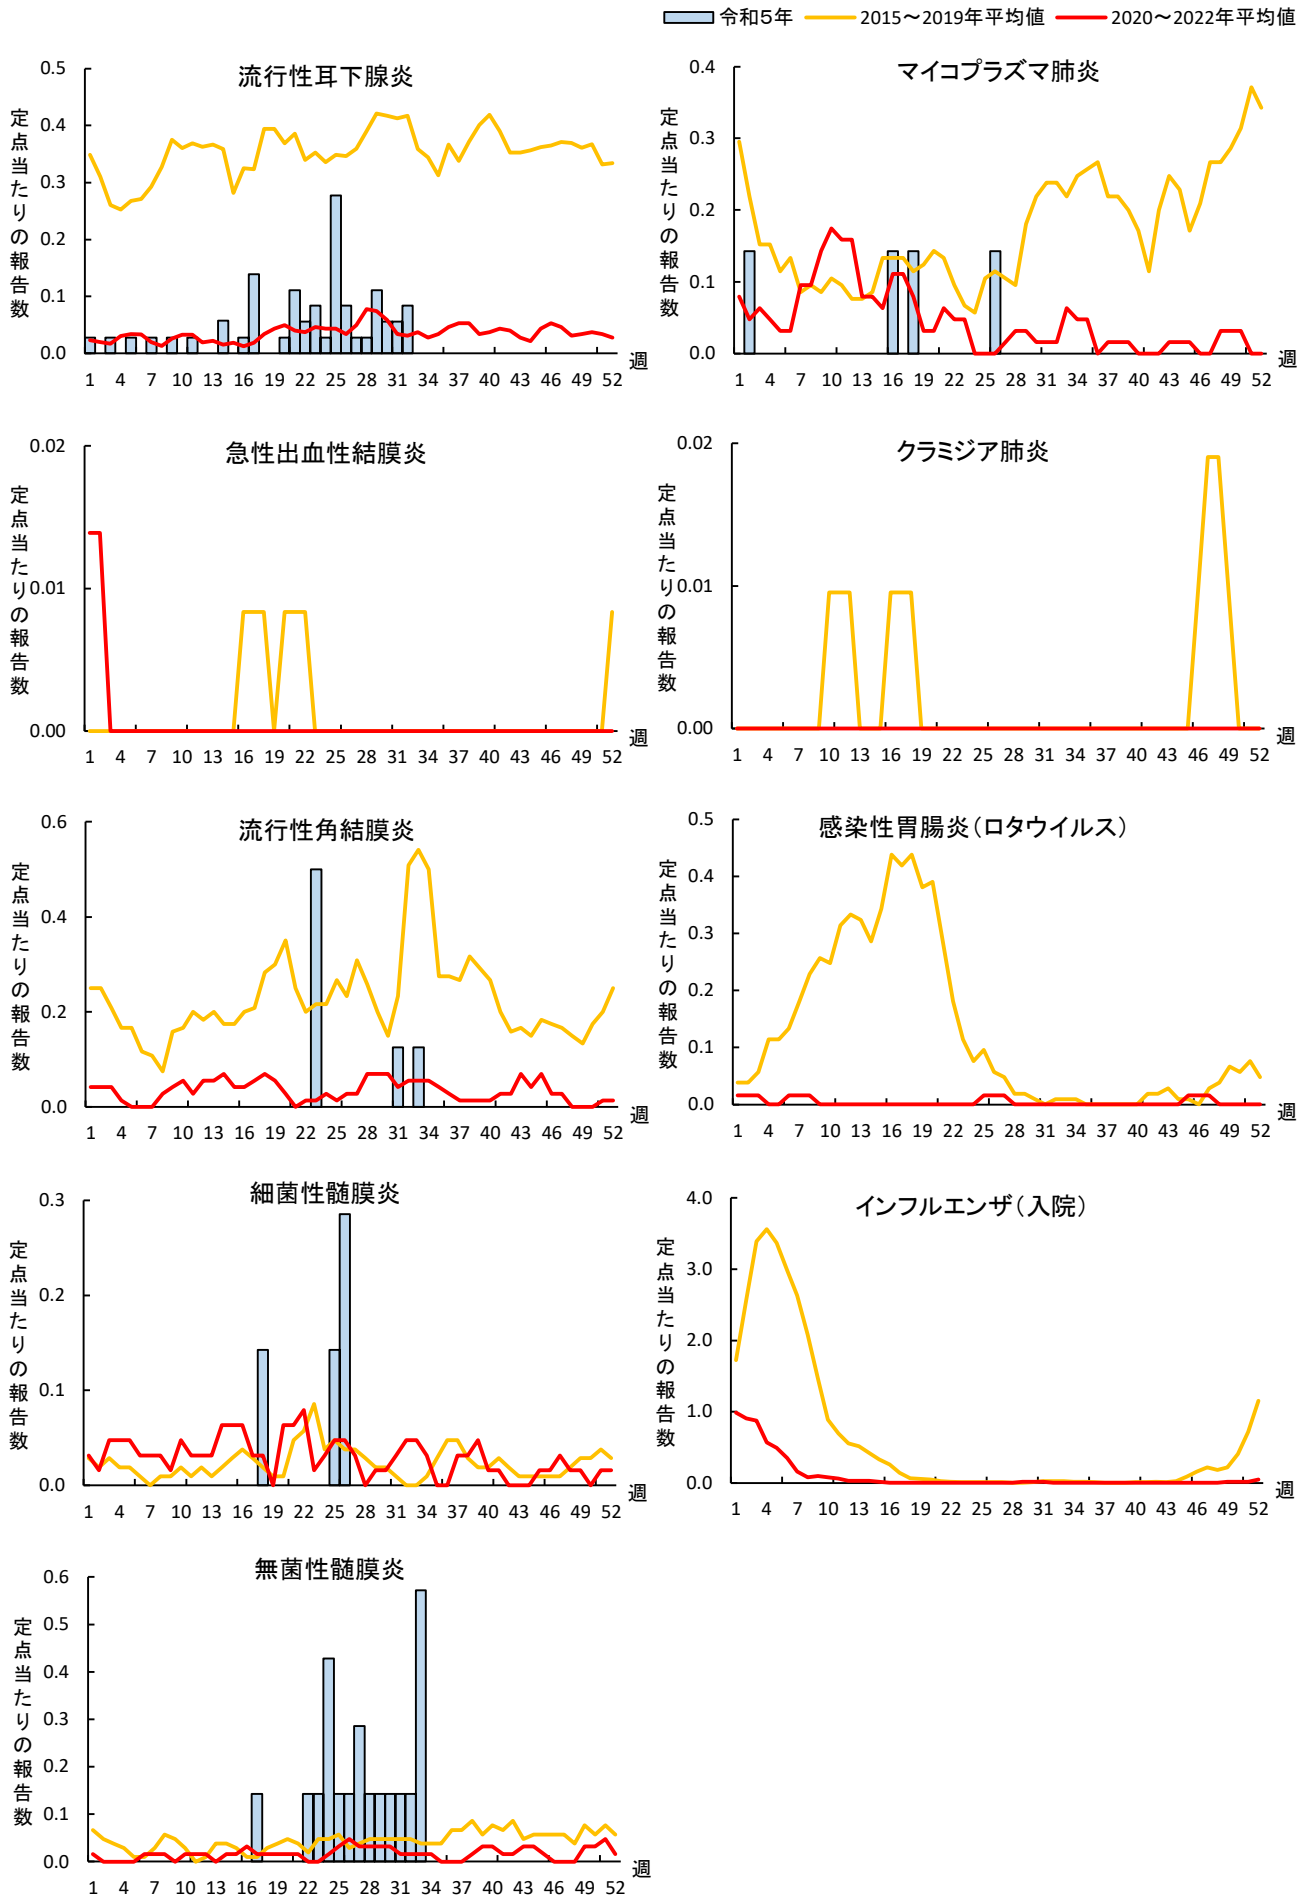 令和５年 2015～2019年平均値 2020～2022年平均値
流行性耳下腺炎
定点当たりの報告数
0.5
0.4
0.3
0.2
0.1
0.0
1 4 7 10 13 16 19 22 25 28 31 34 37 40 43 46 49 52 週
マイコプラズマ肺炎
定点当たりの報告数
0.4
0.3
0.2
0.1
0.0
1 4 7 10 13 16 19 22 25 28 31 34 37 40 43 46 49 52 週
急性出血性結膜炎
定点当たりの報告数
0.02
0.01
0.00
1 4 7 10 13 16 19 22 25 28 31 34 37 40 43 46 49 52 週
クラミジア肺炎
定点当たりの報告数
0.02
0.01
0.00
1 4 7 10 13 16 19 22 25 28 31 34 37 40 43 46 49 52 週
流行性角結膜炎
定点当たりの報告数
0.6
0.4
0.2
0.0
1 4 7 10 13 16 19 22 25 28 31 34 37 40 43 46 49 52 週
感染性胃腸炎（ロタウイルス）
定点当たりの報告数
0.5
0.4
0.3
0.2
0.1
0.0
1 4 7 10 13 16 19 22 25 28 31 34 37 40 43 46 49 52 週
細菌性髄膜炎
定点当たりの報告数
0.3
0.2
0.1
0.0
1 4 7 10 13 16 19 22 25 28 31 34 37 40 43 46 49 52 週
インフルエンザ（入院）
定点当たりの報告数
4.0
3.0
2.0
1.0
0.0
1 4 7 10 13 16 19 22 25 28 31 34 37 40 43 46 49 52 週
無菌性髄膜炎
定点当たりの報告数
0.6
0.5
0.4
0.3
0.2
0.1
0.0
1 4 7 10 13 16 19 22 25 28 31 34 37 40 43 46 49 52 週